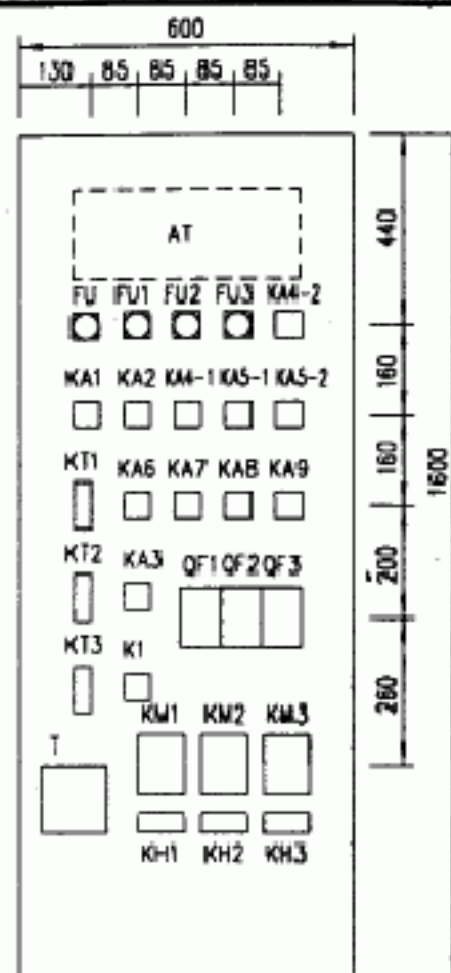 600
130 85 85 85 85
AT
440
FU FU1 FU2 FU3 KA4-2
160
KA1 KA2 KA4-1 KA5-1 KA5-2
160
1600
KT1 KA6 KA7 KA8 KA9
200
KT2 KA3 QF1 QF2 QF3
KT3 K1
260
KM1 KM2 KM3
T
KH1 KH2 KH3